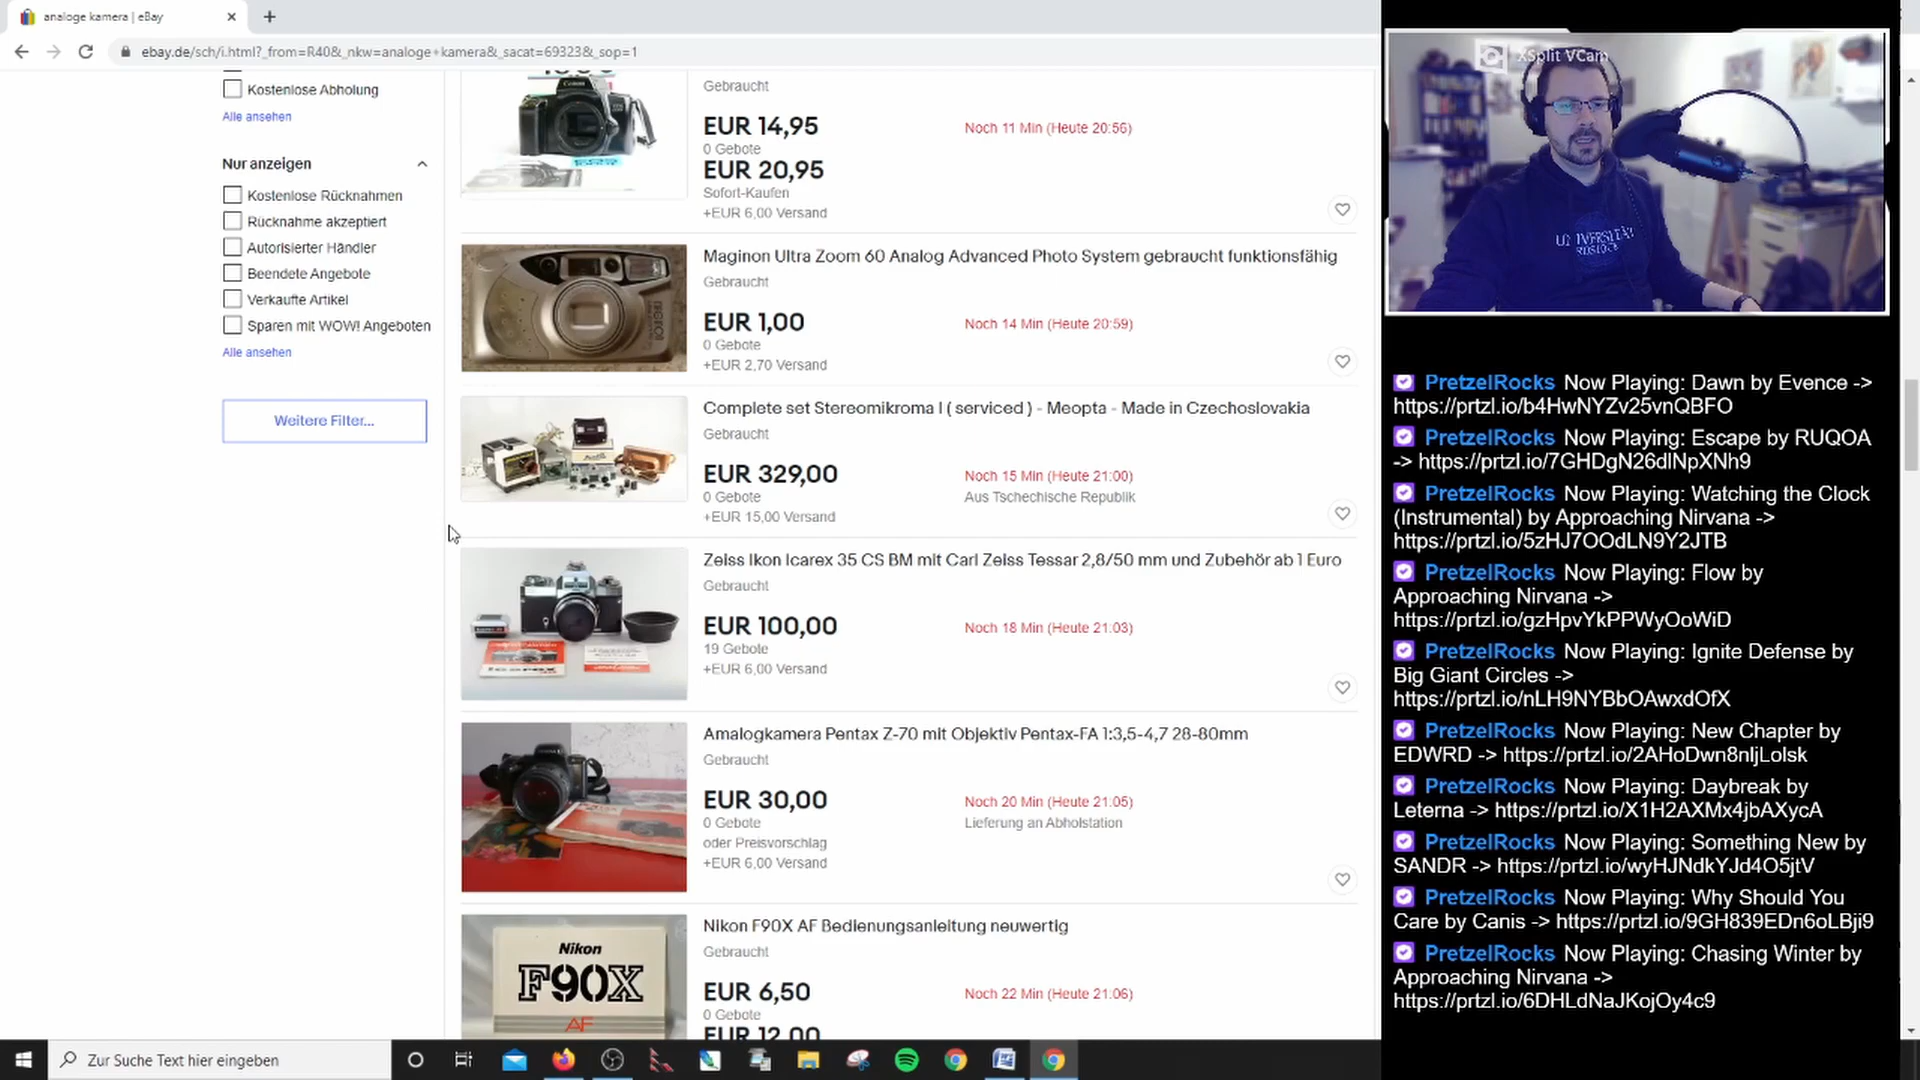 analoge kamera | eBay
ebay.de/sch/i.html?_from=R40&_nkw=analoge+kamera&_sacat=69323&_sop=1
Kostenlose Abholung
Alle ansehen
Nur anzeigen
Kostenlose Rücknahmen
Rücknahme akzeptiert
Autorisierter Händler
Beendete Angebote
Verkaufte Artikel
Sparen mit WOW! Angeboten
Alle ansehen
Weitere Filter...
Gebraucht
EUR 14,95
Noch 11 Min (Heute 20:56)
0 Gebote
EUR 20,95
Sofort-Kaufen
+EUR 6,00 Versand
Maginon Ultra Zoom 60 Analog Advanced Photo System gebraucht funktionsfähig
Gebraucht
EUR 1,00
Noch 14 Min (Heute 20:59)
0 Gebote
+EUR 2,70 Versand
Complete set Stereomikroma I ( serviced ) - Meopta - Made in Czechoslovakia
Gebraucht
EUR 329,00
Noch 15 Min (Heute 21:00)
0 Gebote
Aus Tschechische Republik
+EUR 15,00 Versand
Zeiss Ikon Icarex 35 CS BM mit Carl Zeiss Tessar 2,8/50 mm und Zubehör ab 1 Euro
Gebraucht
EUR 100,00
Noch 18 Min (Heute 21:03)
19 Gebote
+EUR 6,00 Versand
Amalogkamera Pentax Z-70 mit Objektiv Pentax-FA 1:3,5-4,7 28-80mm
Gebraucht
EUR 30,00
Noch 20 Min (Heute 21:05)
0 Gebote
Lieferung an Abholstation
oder Preisvorschlag
+EUR 6,00 Versand
Nikon
F90X
AF
Nikon F90X AF Bedienungsanleitung neuwertig
Gebraucht
EUR 6,50
Noch 22 Min (Heute 21:06)
0 Gebote
EUR 12,00
XSplit VCam
UNIVERSITÄT
ROSTOCK
PretzelRocks Now Playing: Dawn by Evence ->
https://prtzl.io/b4HwNYZv25vnQBFO
PretzelRocks Now Playing: Escape by RUQOA
-> https://prtzl.io/7GHDgN26dlNpXNh9
PretzelRocks Now Playing: Watching the Clock
(Instrumental) by Approaching Nirvana ->
https://prtzl.io/5zHJ7OOdLN9Y2JTB
PretzelRocks Now Playing: Flow by
Approaching Nirvana ->
https://prtzl.io/gzHpvYkPPWyOoWiD
PretzelRocks Now Playing: Ignite Defense by
Big Giant Circles ->
https://prtzl.io/nLH9NYBbOAwxdOfX
PretzelRocks Now Playing: New Chapter by
EDWRD -> https://prtzl.io/2AHoDwn8nljLolsk
PretzelRocks Now Playing: Daybreak by
Leterna -> https://prtzl.io/X1H2AXMx4jbAXycA
PretzelRocks Now Playing: Something New by
SANDR -> https://prtzl.io/wyHJNdkYJd4O5jtV
PretzelRocks Now Playing: Why Should You
Care by Canis -> https://prtzl.io/9GH839EDn6oLBji9
PretzelRocks Now Playing: Chasing Winter by
Approaching Nirvana ->
https://prtzl.io/6DHLdNaJKojOy4c9
Zur Suche Text hier eingeben